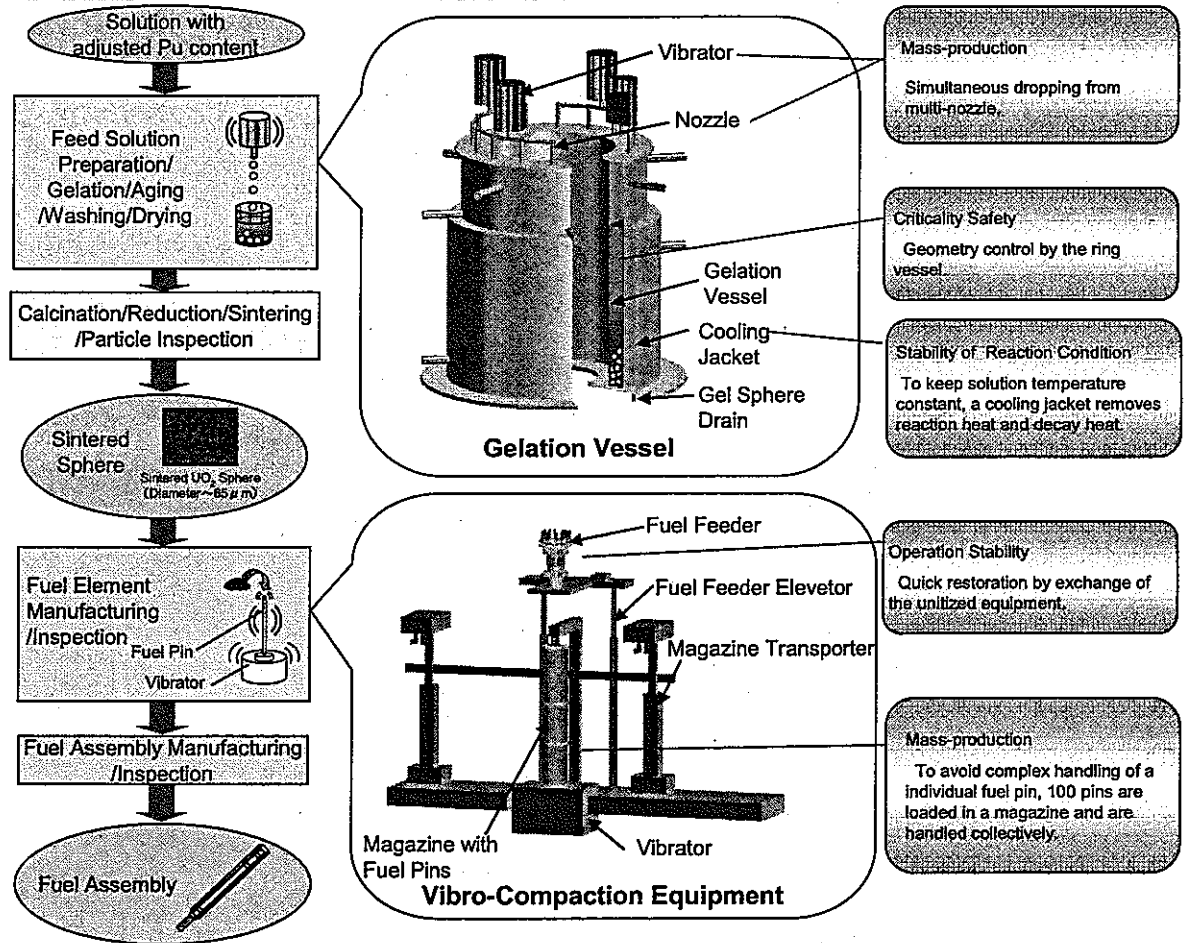 Solution with
adjusted Pu content
Feed Solution
Preparation/
Gelation/Aging
/Washing/Drying
Calcination/Reduction/Sintering
/Particle Inspection
Sintered
Sphere
Sintered UO2 Sphere
(Diameter~65μm)
Fuel Element
Manufacturing
/Inspection
Fuel Pin
Vibrator
Fuel Assembly Manufacturing
/Inspection
Fuel Assembly
Vibrator
Nozzle
Gelation
Vessel
Cooling
Jacket
Gel Sphere
Drain
Gelation Vessel
Fuel Feeder
Fuel Feeder Elevetor
Magazine Transporter
Magazine with
Fuel Pins
Vibrator
Vibro-Compaction Equipment
Mass-production
Simultaneous dropping from
multi-nozzle.
Criticality Safety
Geometry control by the ring
vessel
Stability of Reaction Condition
To keep solution temperature
constant, a cooling jacket removes
reaction heat and decay heat.
Operation Stability
Quick restoration by exchange of
the unitized equipment.
Mass-production
To avoid complex handling of a
individual fuel pin, 100 pins are
loaded in a magazine and are
handled collectively.